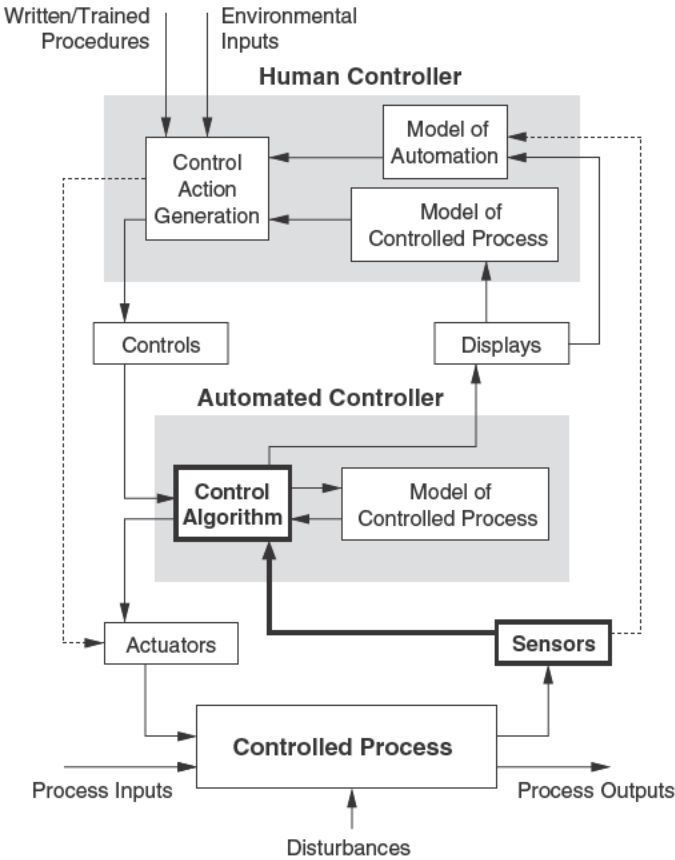 Written/Trained
Procedures
Environmental
Inputs
Human Controller
Control
Action
Generation
Model of
Automation
Model of
Controlled Process
Controls
Displays
Automated Controller
Control
Algorithm
Model of
Controlled Process
Actuators
Sensors
Controlled Process
Process Inputs
Process Outputs
Disturbances